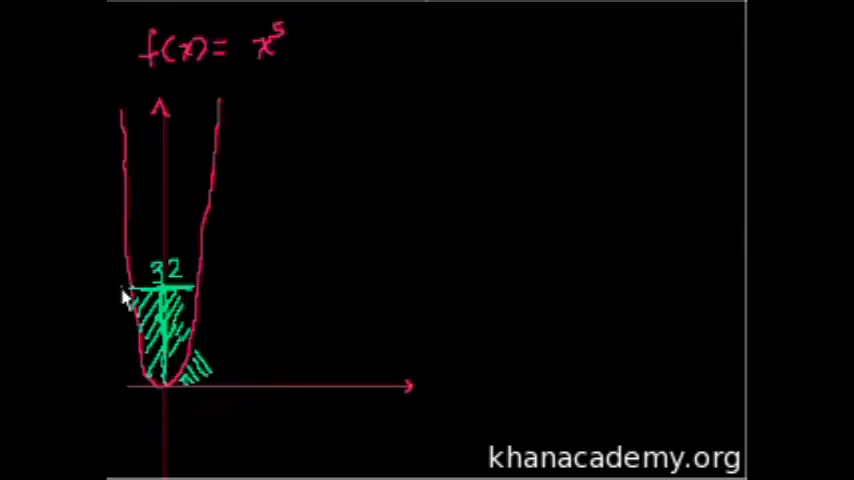 f(x) = x⁵
32
khanacademy.org